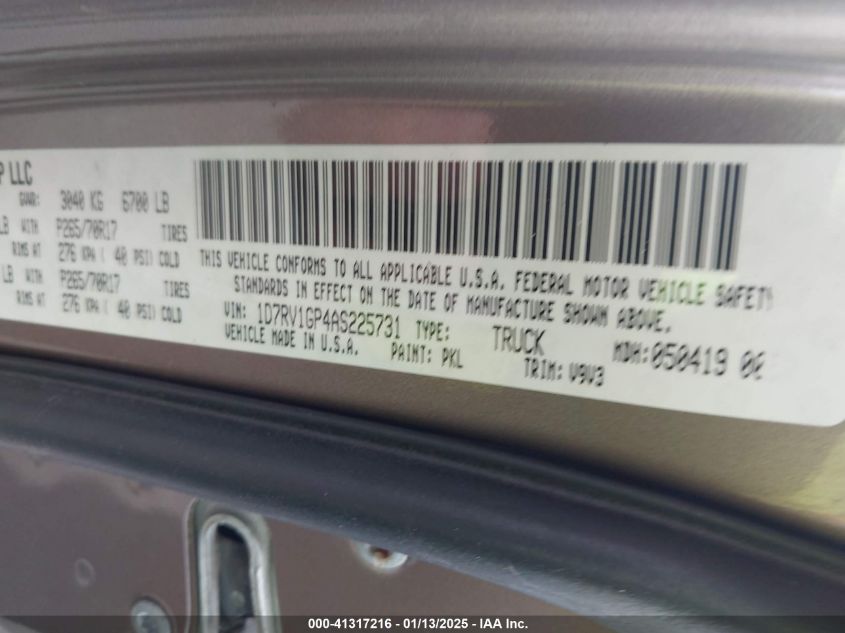 P LLC
GVWR: 3040 KG 6700 LB
LB WITH P265/70R17 TIRES
RIMS AT 276 KPA ( 40 PSI) COLD
LB WITH P265/70R17 TIRES
RIMS AT 276 KPA ( 40 PSI) COLD
THIS VEHICLE CONFORMS TO ALL APPLICABLE U.S.A. FEDERAL MOTOR VEHICLE SAFETY
STANDARDS IN EFFECT ON THE DATE OF MANUFACTURE SHOWN ABOVE.
VIN: 1D7RV1GP4AS225731 TYPE: TRUCK MDH:050419 06
VEHICLE MADE IN U.S.A. PAINT: PKL TRIM: V9V3
000-41317216 - 01/13/2025 - IAA Inc.